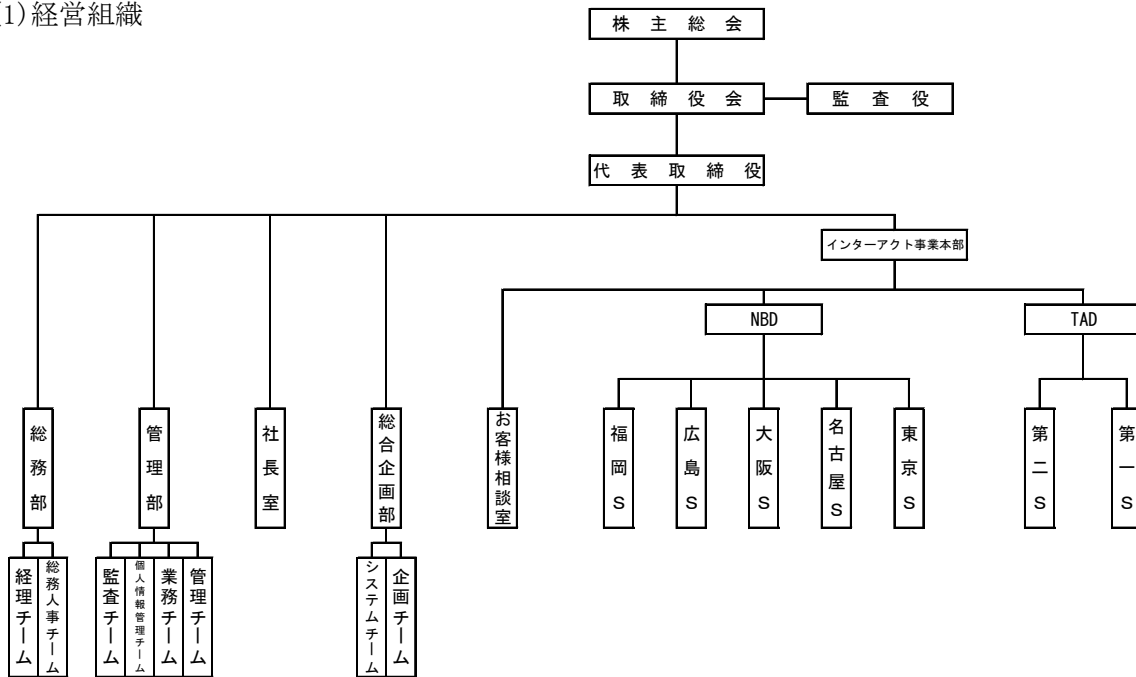 (1)経営組織
株主総会
取締役会
監査役
代表取締役
インターアクト事業本部
NBD
TAD
総務部
管理部
社長室
総合企画部
お客様相談室
福岡S
広島S
大阪S
名古屋S
東京S
第二S
第一S
経理チーム
総務人事チーム
監査チーム
個人情報管理チーム
業務チーム
管理チーム
システムチーム
企画チーム